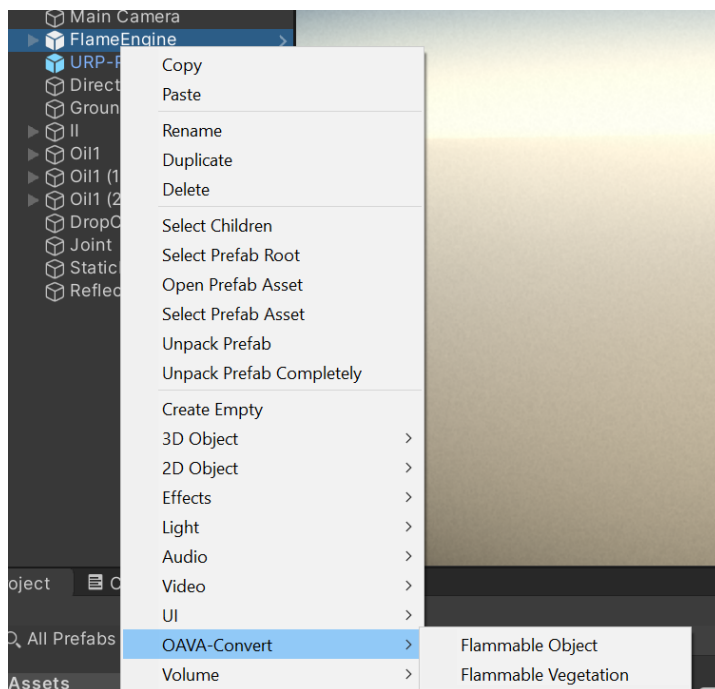 Main Camera
FlameEngine
URP-
Direct
Groun
II
Oil1
Oil1 (1
Oil1 (2
DropC
Joint
Static
Reflec
Copy
Paste
Rename
Duplicate
Delete
Select Children
Select Prefab Root
Open Prefab Asset
Select Prefab Asset
Unpack Prefab
Unpack Prefab Completely
Create Empty
3D Object
2D Object
Effects
Light
Audio
Video
UI
OAVA-Convert
Volume
Flammable Object
Flammable Vegetation
oject
C
All Prefabs
Assets